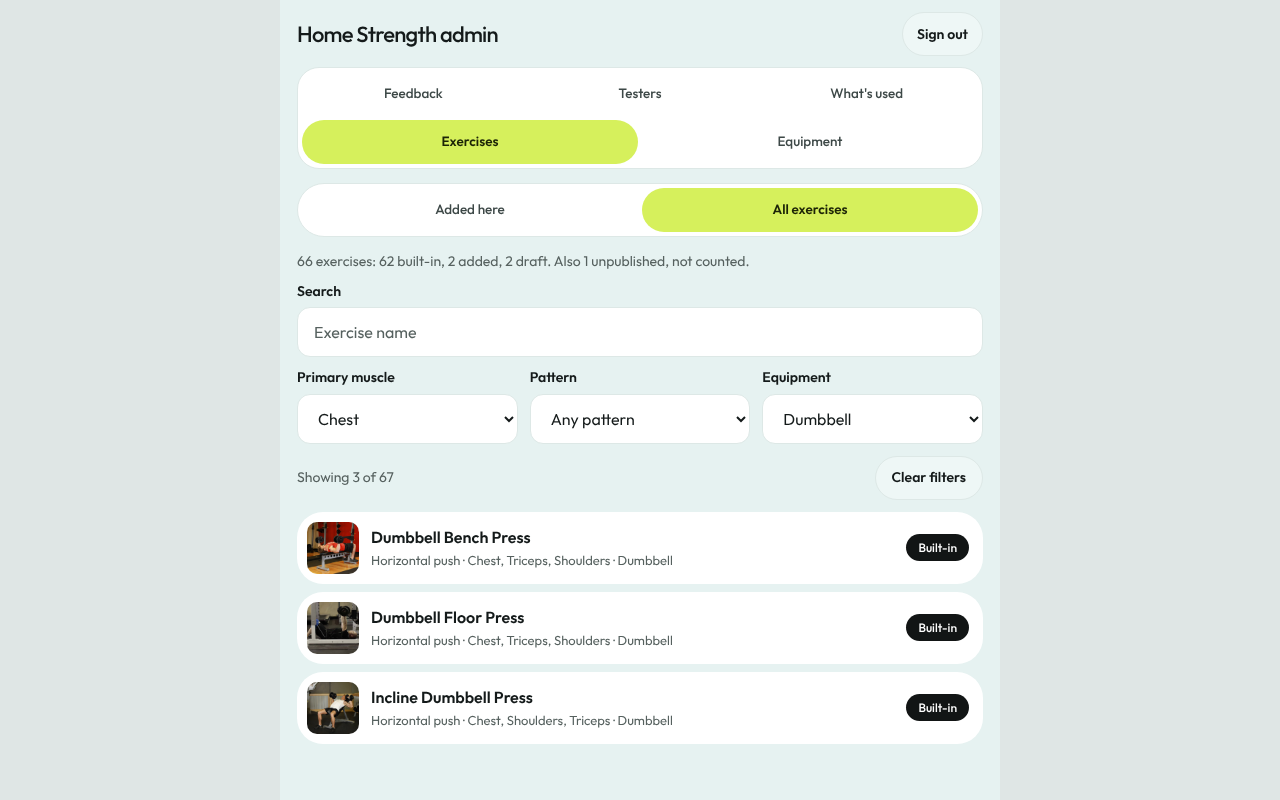 Home Strength admin
Sign out
Feedback
Testers
What's used
Exercises
Equipment
Added here
All exercises
66 exercises: 62 built-in, 2 added, 2 draft. Also 1 unpublished, not counted.
Search
Exercise name
Primary muscle
Pattern
Equipment
Chest
Any pattern
Dumbbell
Showing 3 of 67
Clear filters
Dumbbell Bench Press
Horizontal push · Chest, Triceps, Shoulders · Dumbbell
Built-in
Dumbbell Floor Press
Horizontal push · Chest, Triceps, Shoulders · Dumbbell
Built-in
Incline Dumbbell Press
Horizontal push · Chest, Shoulders, Triceps · Dumbbell
Built-in